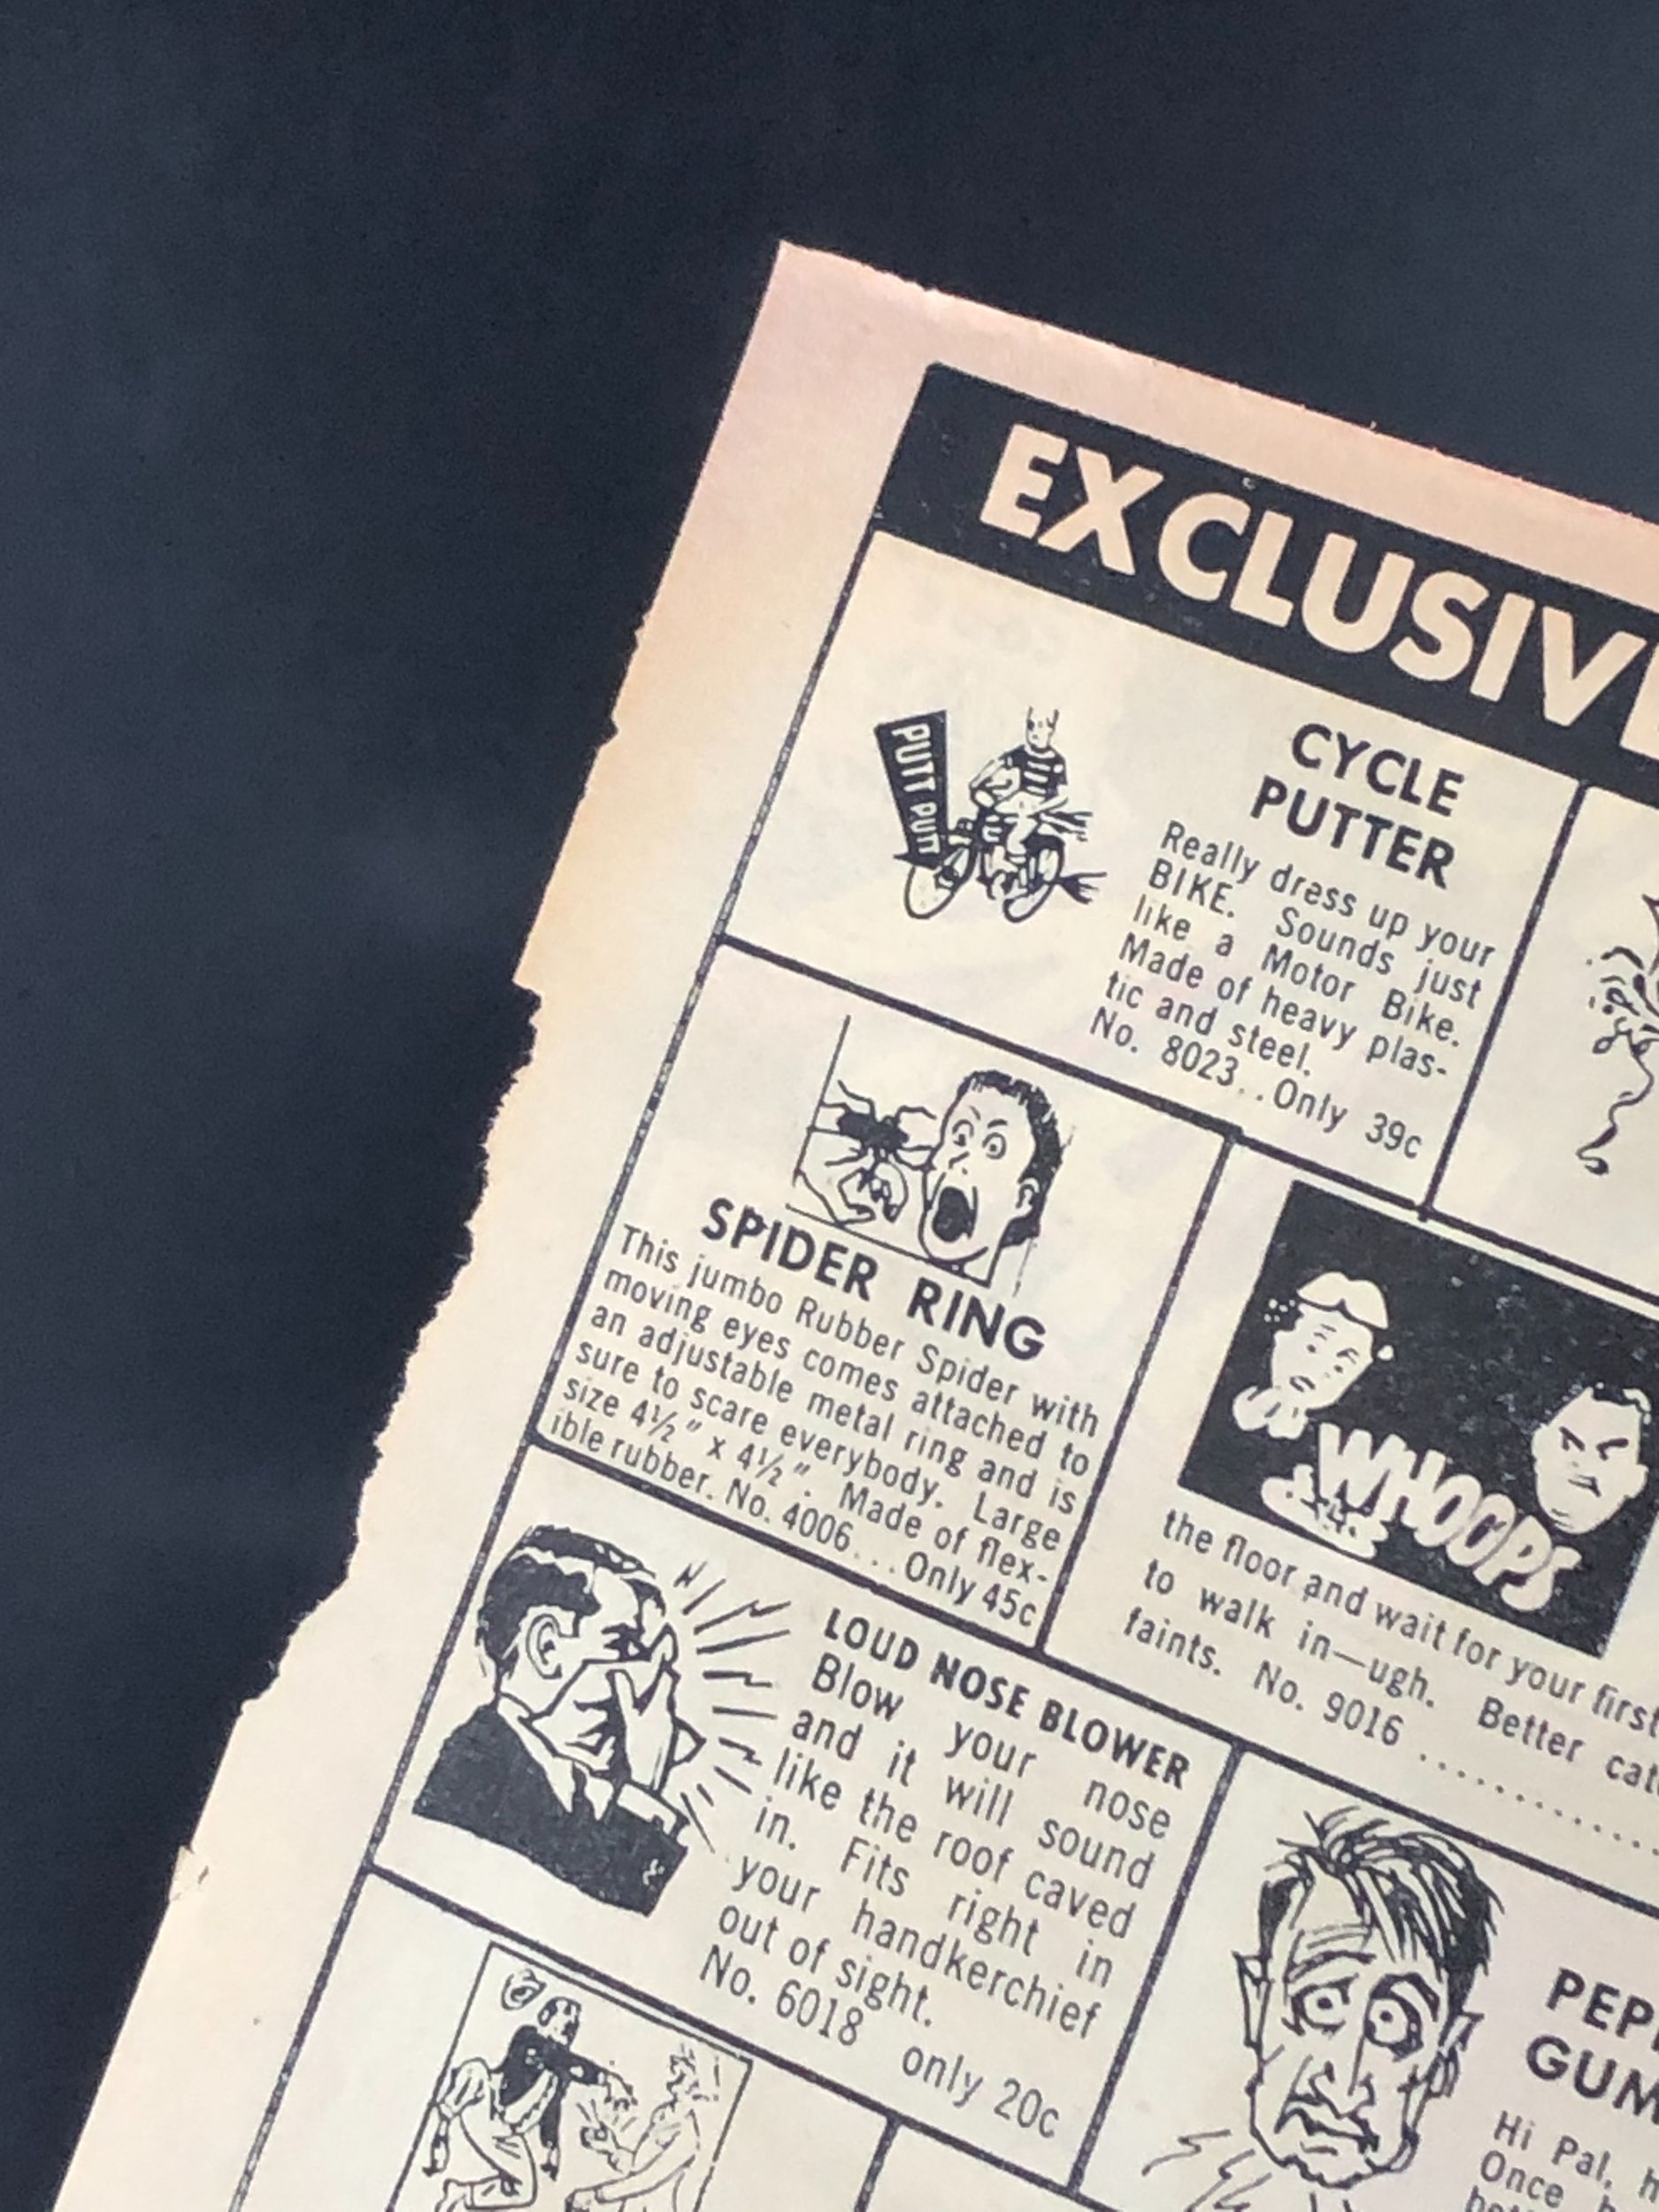 EXCLUSIV
PUTT PUTT
CYCLE
PUTTER
Really dress up your
BIKE. Sounds just
like a Motor Bike.
Made of heavy plas-
tic and steel.
No. 8023..Only 39c
SPIDER RING
This jumbo Rubber Spider with
moving eyes comes attached to
an adjustable metal ring and is
sure to scare everybody. Large
size 4½" x 4½". Made of flex-
ible rubber. No. 4006...Only 45c
WHOOPS
the floor and wait for your first
to walk in—ugh. Better
faints. No. 9016
LOUD NOSE BLOWER
Blow your nose
and it will sound
like the roof caved
in. Fits right in
your handkerchief
out of sight.
No. 6018 only 20c
PEP
GUM
Hi Pal,
Once